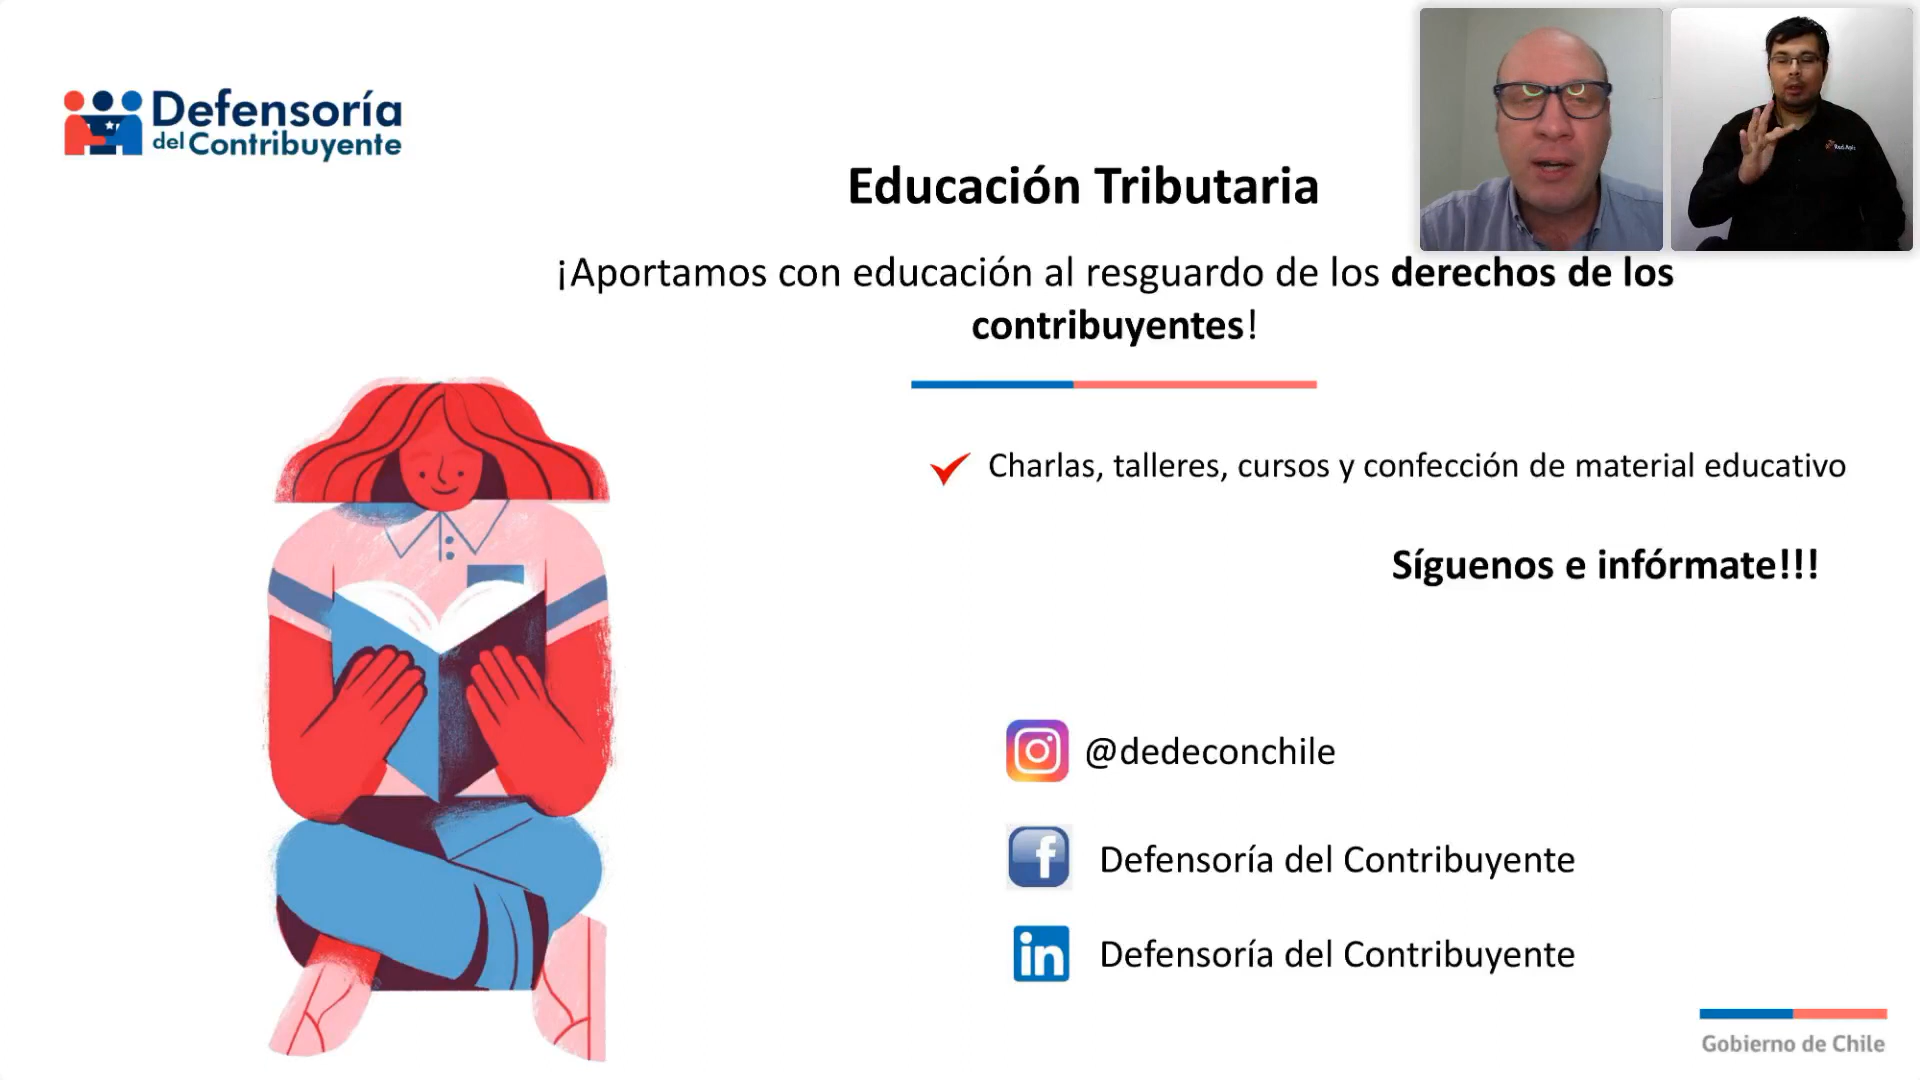 Defensoría
del Contribuyente
Educación Tributaria
¡Aportamos con educación al resguardo de los derechos de los
contribuyentes!
Charlas, talleres, cursos y confección de material educativo
Síguenos e infórmate!!!
@dedeconchile
Defensoría del Contribuyente
in
Defensoría del Contribuyente
Gobierno de Chile